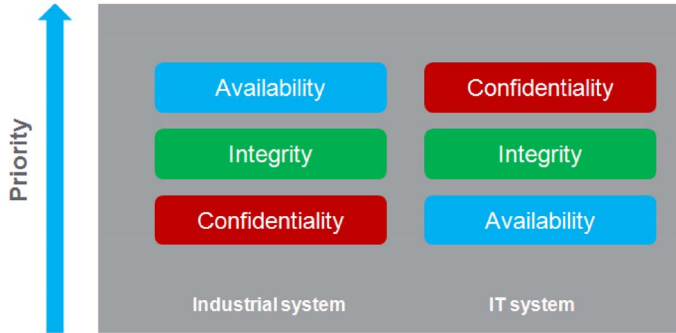 Priority
Availability
Confidentiality
Integrity
Integrity
Confidentiality
Availability
Industrial system
IT system